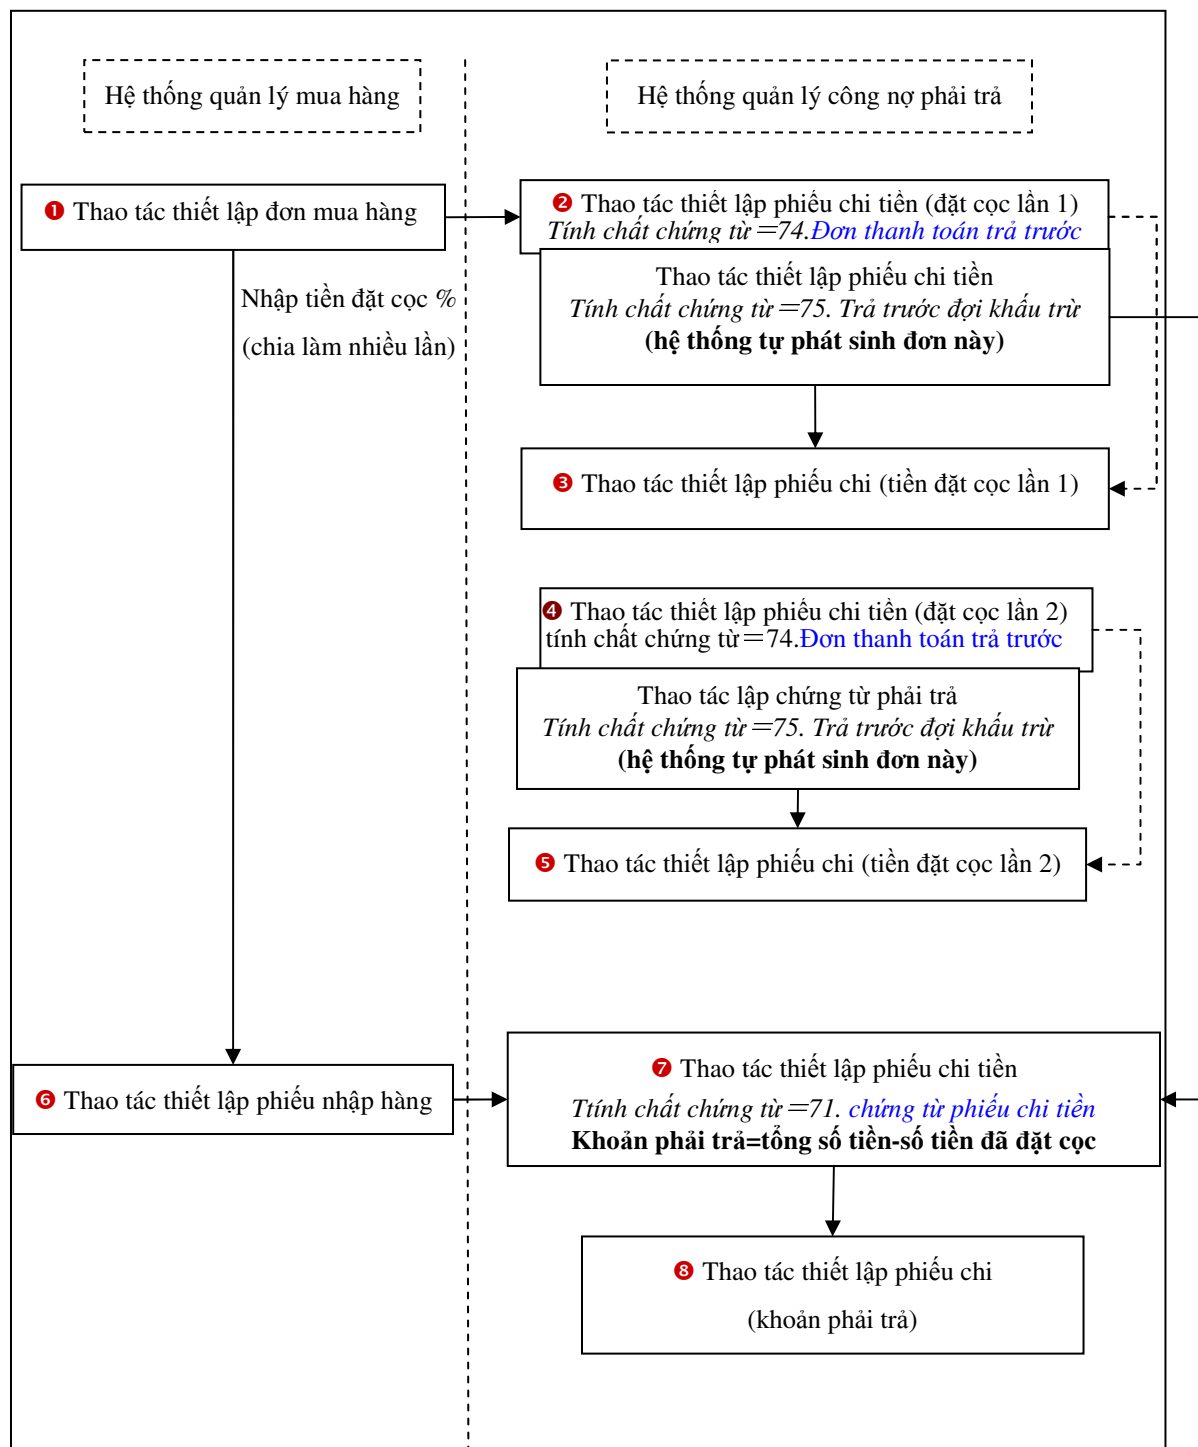 Hệ thống quản lý mua hàng
Hệ thống quản lý công nợ phải trả
❶ Thao tác thiết lập đơn mua hàng
❷ Thao tác thiết lập phiếu chi tiền (đặt cọc lần 1)
Tính chất chứng từ =74.Đơn thanh toán trả trước
Nhập tiền đặt cọc %
(chia làm nhiều lần)
Thao tác thiết lập phiếu chi tiền
Tính chất chứng từ =75. Trả trước đợi khấu trừ
(hệ thống tự phát sinh đơn này)
❸ Thao tác thiết lập phiếu chi (tiền đặt cọc lần 1)
❹ Thao tác thiết lập phiếu chi tiền (đặt cọc lần 2)
tính chất chứng từ =74.Đơn thanh toán trả trước
Thao tác lập chứng từ phải trả
Tính chất chứng từ =75. Trả trước đợi khấu trừ
(hệ thống tự phát sinh đơn này)
❺ Thao tác thiết lập phiếu chi (tiền đặt cọc lần 2)
❻ Thao tác thiết lập phiếu nhập hàng
❼ Thao tác thiết lập phiếu chi tiền
Ttính chất chứng từ =71. chứng từ phiếu chi tiền
Khoản phải trả=tổng số tiền-số tiền đã đặt cọc
❽ Thao tác thiết lập phiếu chi
(khoản phải trả)